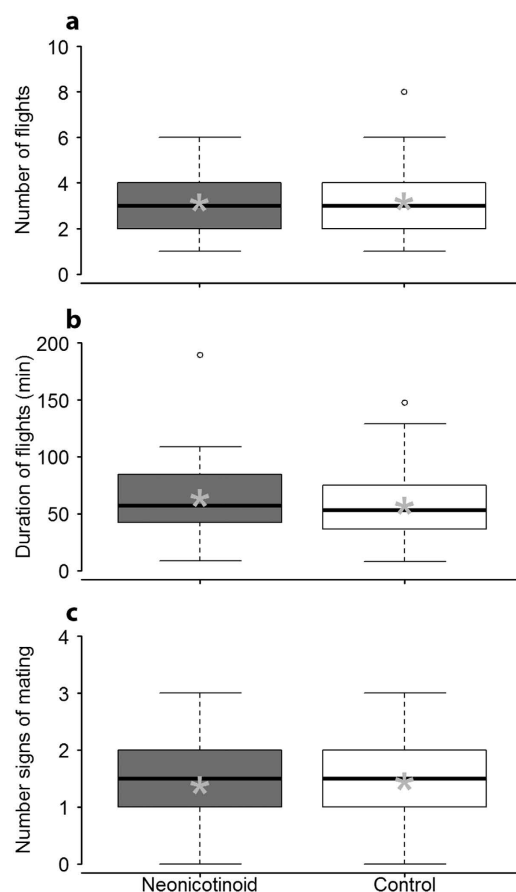 a
Number of flights
10
8
6
4
2
0
b
Duration of flights (min)
200
150
100
50
0
c
Number signs of mating
4
3
2
1
0
Neonicotinoid Control